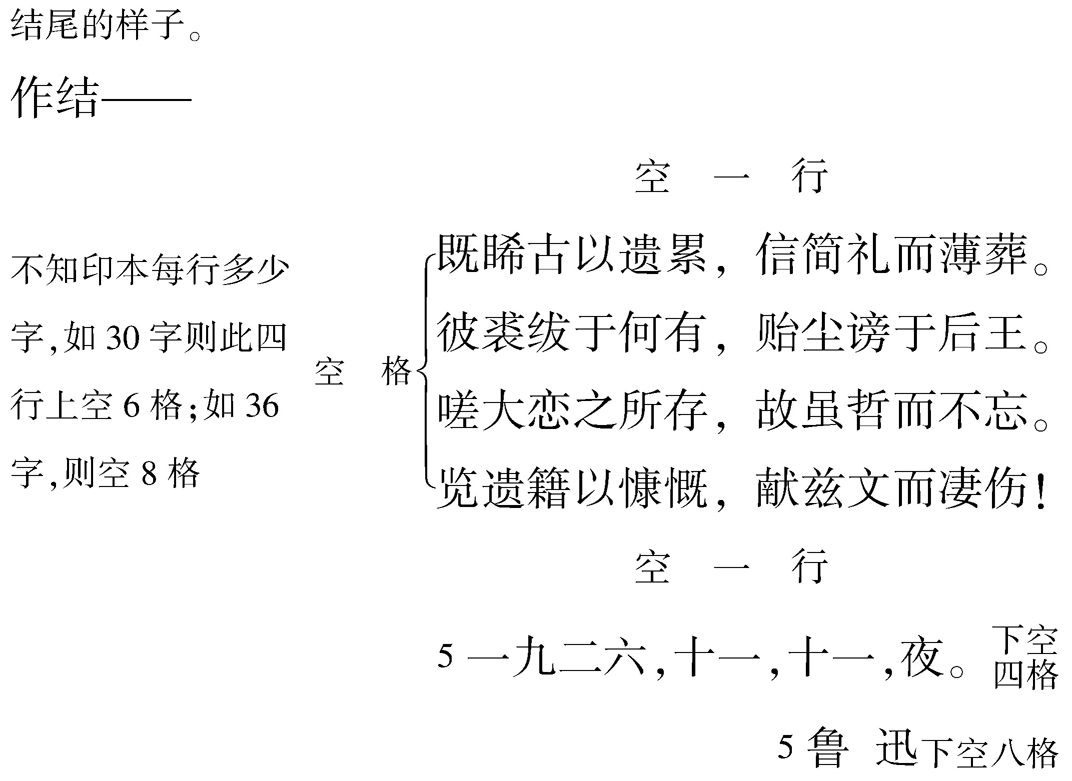 结尾的样子。
作结——
空 一 行
不知印本每行多少
字,如 30 字则此四
行上空 6 格;如 36
字,则空 8 格
空 格
既睎古以遗累，信简礼而薄葬。
彼裘绂于何有，贻尘谤于后王。
嗟大恋之所存，故虽哲而不忘。
览遗籍以慷慨，献兹文而凄伤！
空 一 行
5 一九二六,十一,十一,夜。下空四格
5 鲁 迅下空八格